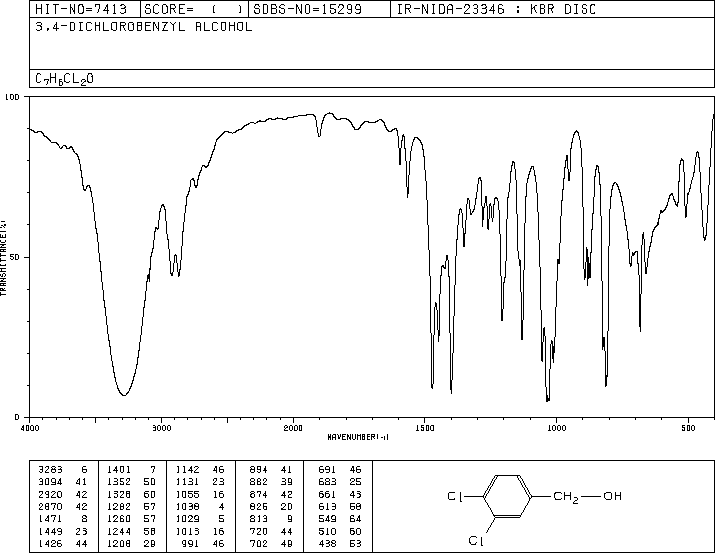 HIT-NO=7413 SCORE= ( ) SDBS-NO=15299 IR-NIDA-23346 : KBR DISC
3,4-DICHLOROBENZYL ALCOHOL
C7H6CL2O
100
50
0
TRANSMITTANCE(%)
4000 3000 2000 1500 1000 500
WAVENUMBER(-1)
3283 6 1401 7 1142 46 894 41 691 46
3094 41 1352 50 1131 23 882 39 683 25
2920 42 1328 60 1055 16 874 42 661 43
2870 42 1282 57 1038 4 826 20 613 58
1471 8 1260 57 1029 5 813 9 549 64
1449 23 1244 58 1013 16 720 44 510 60
1426 44 1208 29 991 46 702 49 438 53
Cl CH2 OH
Cl